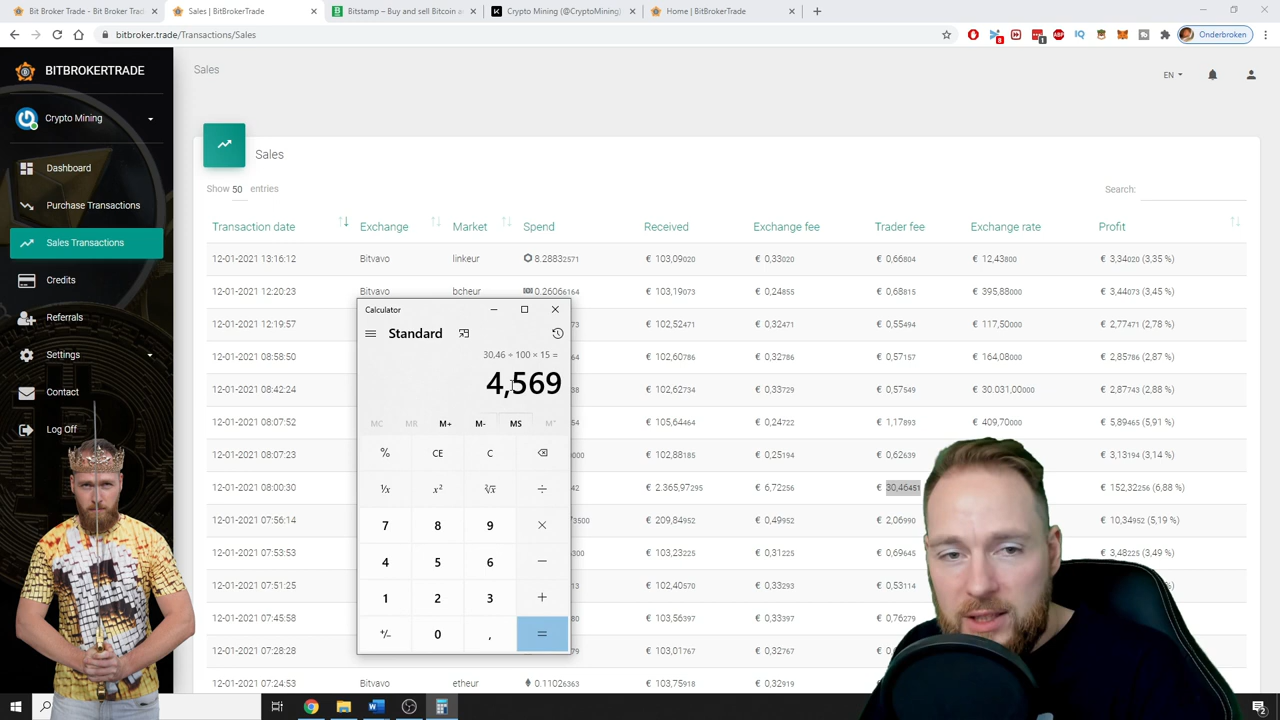 Bit Broker Trade - Bitbroker Trad
Sales | BitBrokerTrade
Bitstamp – Buy and sell Bitcoin a
Crypto Mining (@CryptoMining)
Home | BitBrokerTrade
bitbroker.trade/Transactions/Sales
8
1
ABP
IQ
Onderbroken
BITBROKERTRADE
Sales
EN
Crypto Mining
Dashboard
Purchase Transactions
Sales Transactions
Credits
Referrals
Settings
Contact
Log Off
Sales
Show 50 entries
Search:
Transaction date Exchange Market Spend Received Exchange fee Trader fee Exchange rate Profit
12-01-2021 13:16:12 Bitvavo linkeur 8.28832571 € 103,09020 € 0,33020 € 0,66804 € 12,43800 € 3,34020 (3,35 %)
12-01-2021 12:20:23 Bitvavo bcheur 0.26066164 € 103,19073 € 0,24855 € 0,68815 € 395,88000 € 3,44073 (3,45 %)
12-01-2021 12:19:57 € 102,52471 € 0,32471 € 0,55494 € 117,50000 € 2,77471 (2,78 %)
12-01-2021 08:58:50 € 102,60786 € 0,57157 € 164,08000 € 2,85786 (2,87 %)
12-01-2021 08:42:24 € 102,62734 € 0,57549 € 30.031,00000 € 2,87743 (2,88 %)
12-01-2021 08:07:52 € 105,64464 € 0,24722 € 1,17893 € 409,70000 € 5,89465 (5,91 %)
12-01-2021 08:07:23 € 102,88185 € 0,25194 € 3,13194 (3,14 %)
12-01-2021 08:00:30 € 2.365,97295 € 5,72256 € 152,32256 (6,88 %)
12-01-2021 07:56:14 € 209,84952 € 0,49952 € 2,06990 € 10,34952 (5,19 %)
12-01-2021 07:53:53 € 103,23225 € 0,31225 € 0,69645 € 3,48225 (3,49 %)
12-01-2021 07:51:25 € 102,40570 € 0,33293 € 0,53114
12-01-2021 07:45:58 € 103,56397 € 0,33397 € 0,76279
12-01-2021 07:28:28 € 103,01767 € 0,32767
12-01-2021 07:24:53 Bitvavo etheur 0.11026363 € 103,75918 € 0,32919
Calculator
Standard
30,46 ÷ 100 × 15 =
4,569
MC MR M+ M- MS M˅
% CE C
¹/x x² ÷
7 8 9 ×
4 5 6 −
1 2 3 +
+/− 0 , =
2